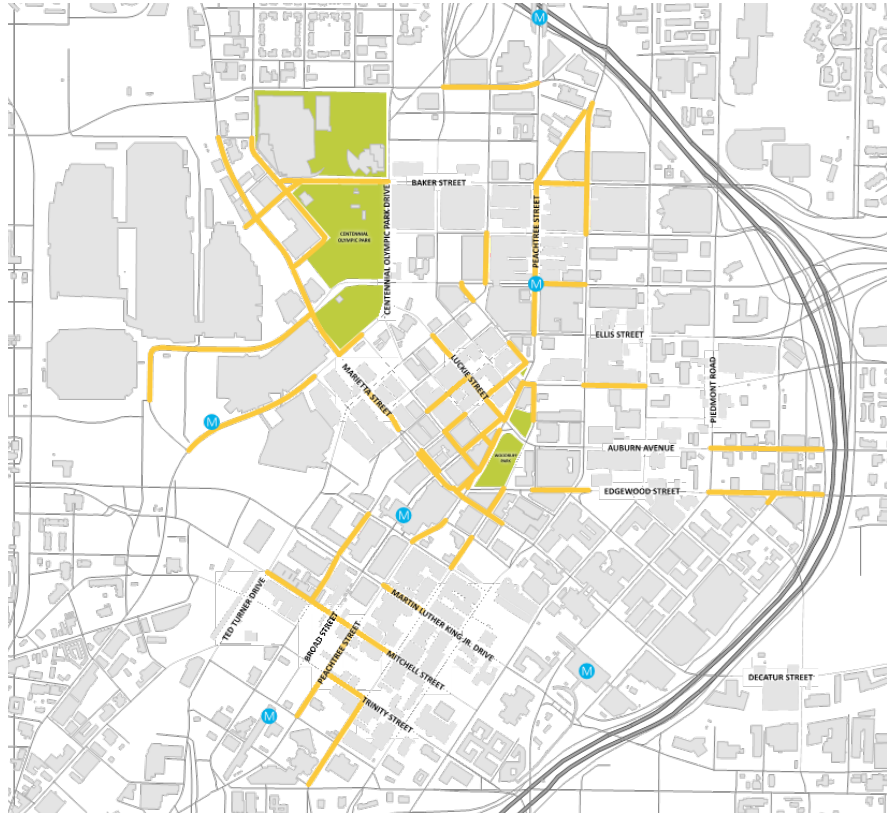 M
BAKER STREET
CENTENNIAL OLYMPIC PARK DRIVE
PEACHTREE STREET
CENTENNIAL
OLYMPIC PARK
M
ELLIS STREET
LUCKIE STREET
PIEDMONT ROAD
MARIETTA STREET
M
AUBURN AVENUE
WOODRUFF
PARK
EDGEWOOD STREET
M
TED TURNER DRIVE
MARTIN LUTHER KING JR. DRIVE
BROAD STREET
PEACHTREE STREET
MITCHELL STREET
M
DECATUR STREET
TRINITY STREET
M